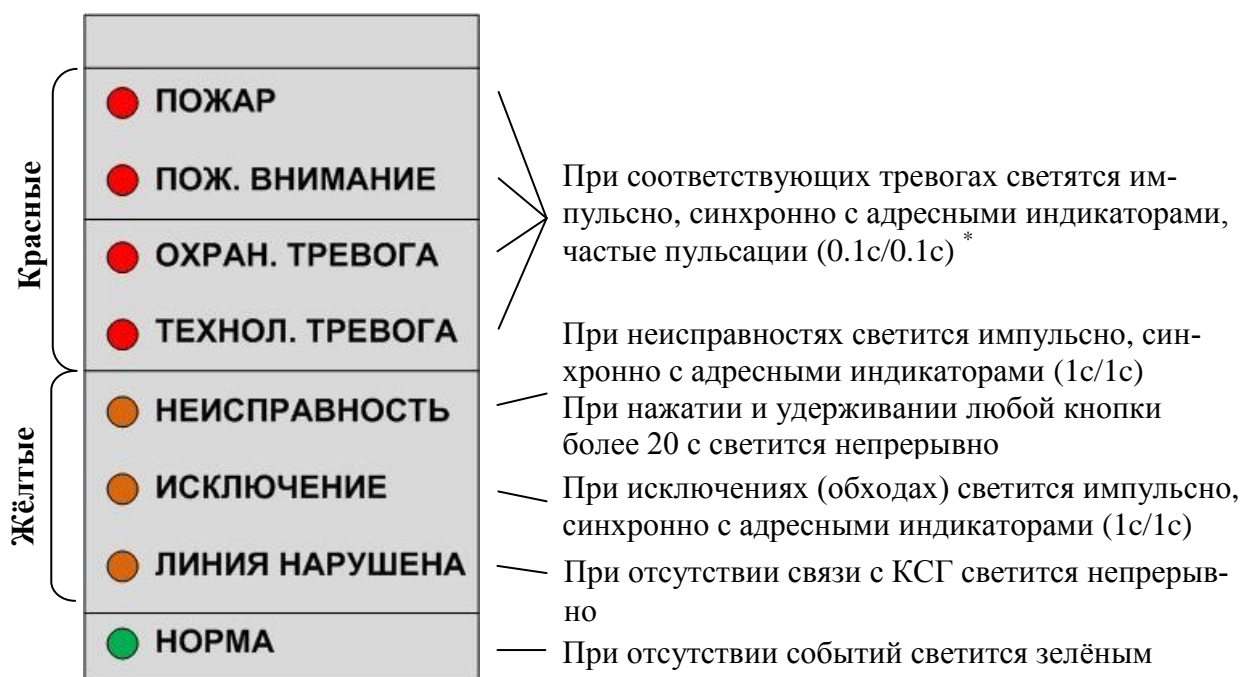 Красные
ПОЖАР
ПОЖ. ВНИМАНИЕ
ОХРАН. ТРЕВОГА
ТЕХНОЛ. ТРЕВОГА
Жёлтые
НЕИСПРАВНОСТЬ
ИСКЛЮЧЕНИЕ
ЛИНИЯ НАРУШЕНА
НОРМА
При соответствующих тревогах светятся им-
пульсно, синхронно с адресными индикаторами,
частые пульсации (0.1с/0.1с) *
При неисправностях светится импульсно, син-
хронно с адресными индикаторами (1с/1с)
При нажатии и удерживании любой кнопки
более 20 с светится непрерывно
При исключениях (обходах) светится импульсно,
синхронно с адресными индикаторами (1с/1с)
При отсутствии связи с КСГ светится непрерыв-
но
При отсутствии событий светится зелёным